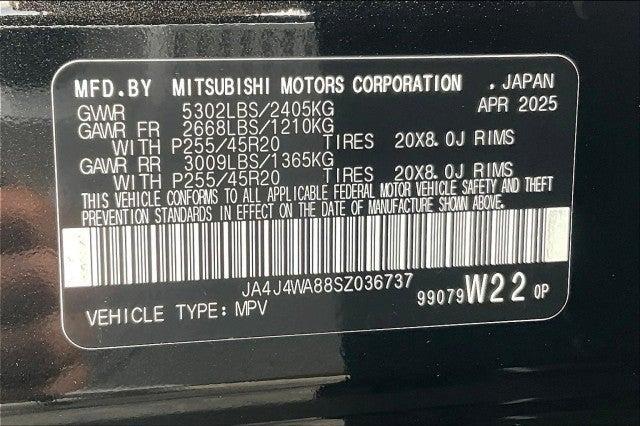 MFD.BY MITSUBISHI MOTORS CORPORATION . JAPAN
GVWR 5302LBS/2405KG APR 2025
GAWR FR 2668LBS/1210KG
WITH P255/45R20 TIRES 20X8.0J RIMS
GAWR RR 3009LBS/1365KG
WITH P255/45R20 TIRES 20X8.0J RIMS
THIS VEHICLE CONFORMS TO ALL APPLICABLE FEDERAL MOTOR VEHICLE SAFETY AND THEFT
PREVENTION STANDARDS IN EFFECT ON THE DATE OF MANUFACTURE SHOWN ABOVE.
JA4J4WA88SZ036737
VEHICLE TYPE: MPV 99079W22 0P